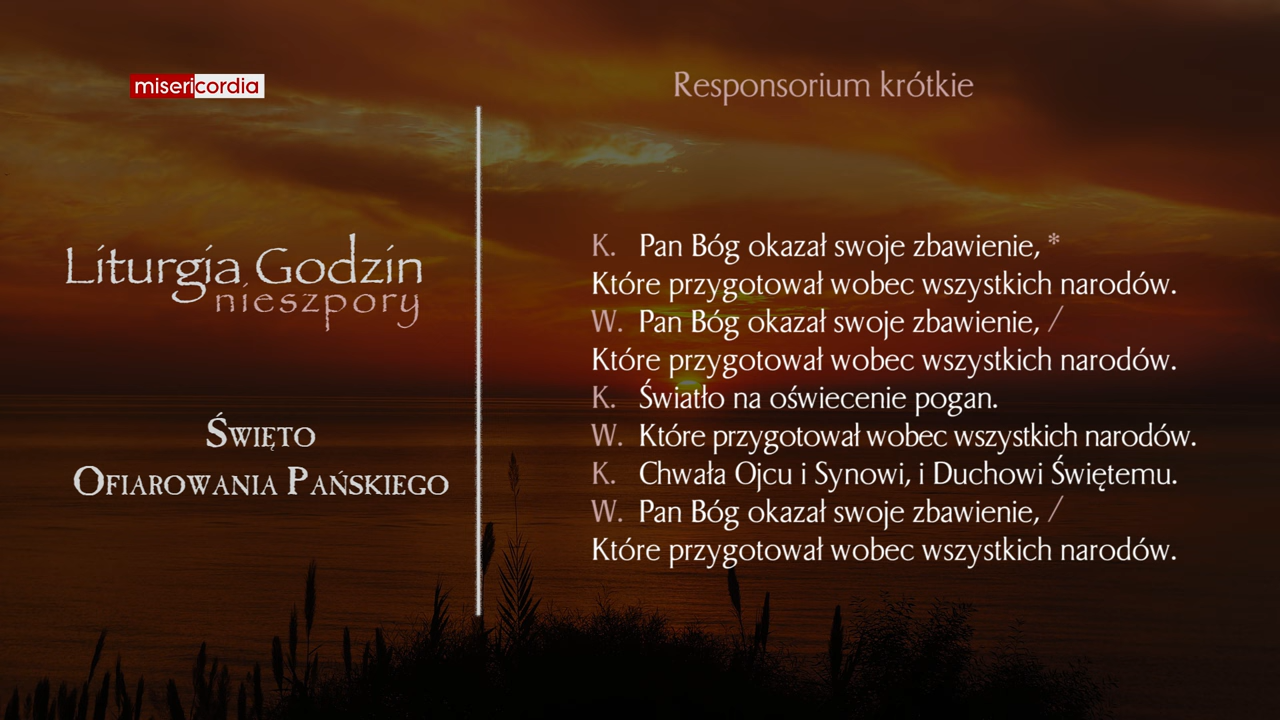 misericordia
Liturgia Godzin
nieszpory
Święto
Ofiarowania Pańskiego
Responsorium krótkie
K. Pan Bóg okazał swoje zbawienie, *
Które przygotował wobec wszystkich narodów.
W. Pan Bóg okazał swoje zbawienie, /
Które przygotował wobec wszystkich narodów.
K. Światło na oświecenie pogan.
W. Które przygotował wobec wszystkich narodów.
K. Chwała Ojcu i Synowi, i Duchowi Świętemu.
W. Pan Bóg okazał swoje zbawienie, /
Które przygotował wobec wszystkich narodów.